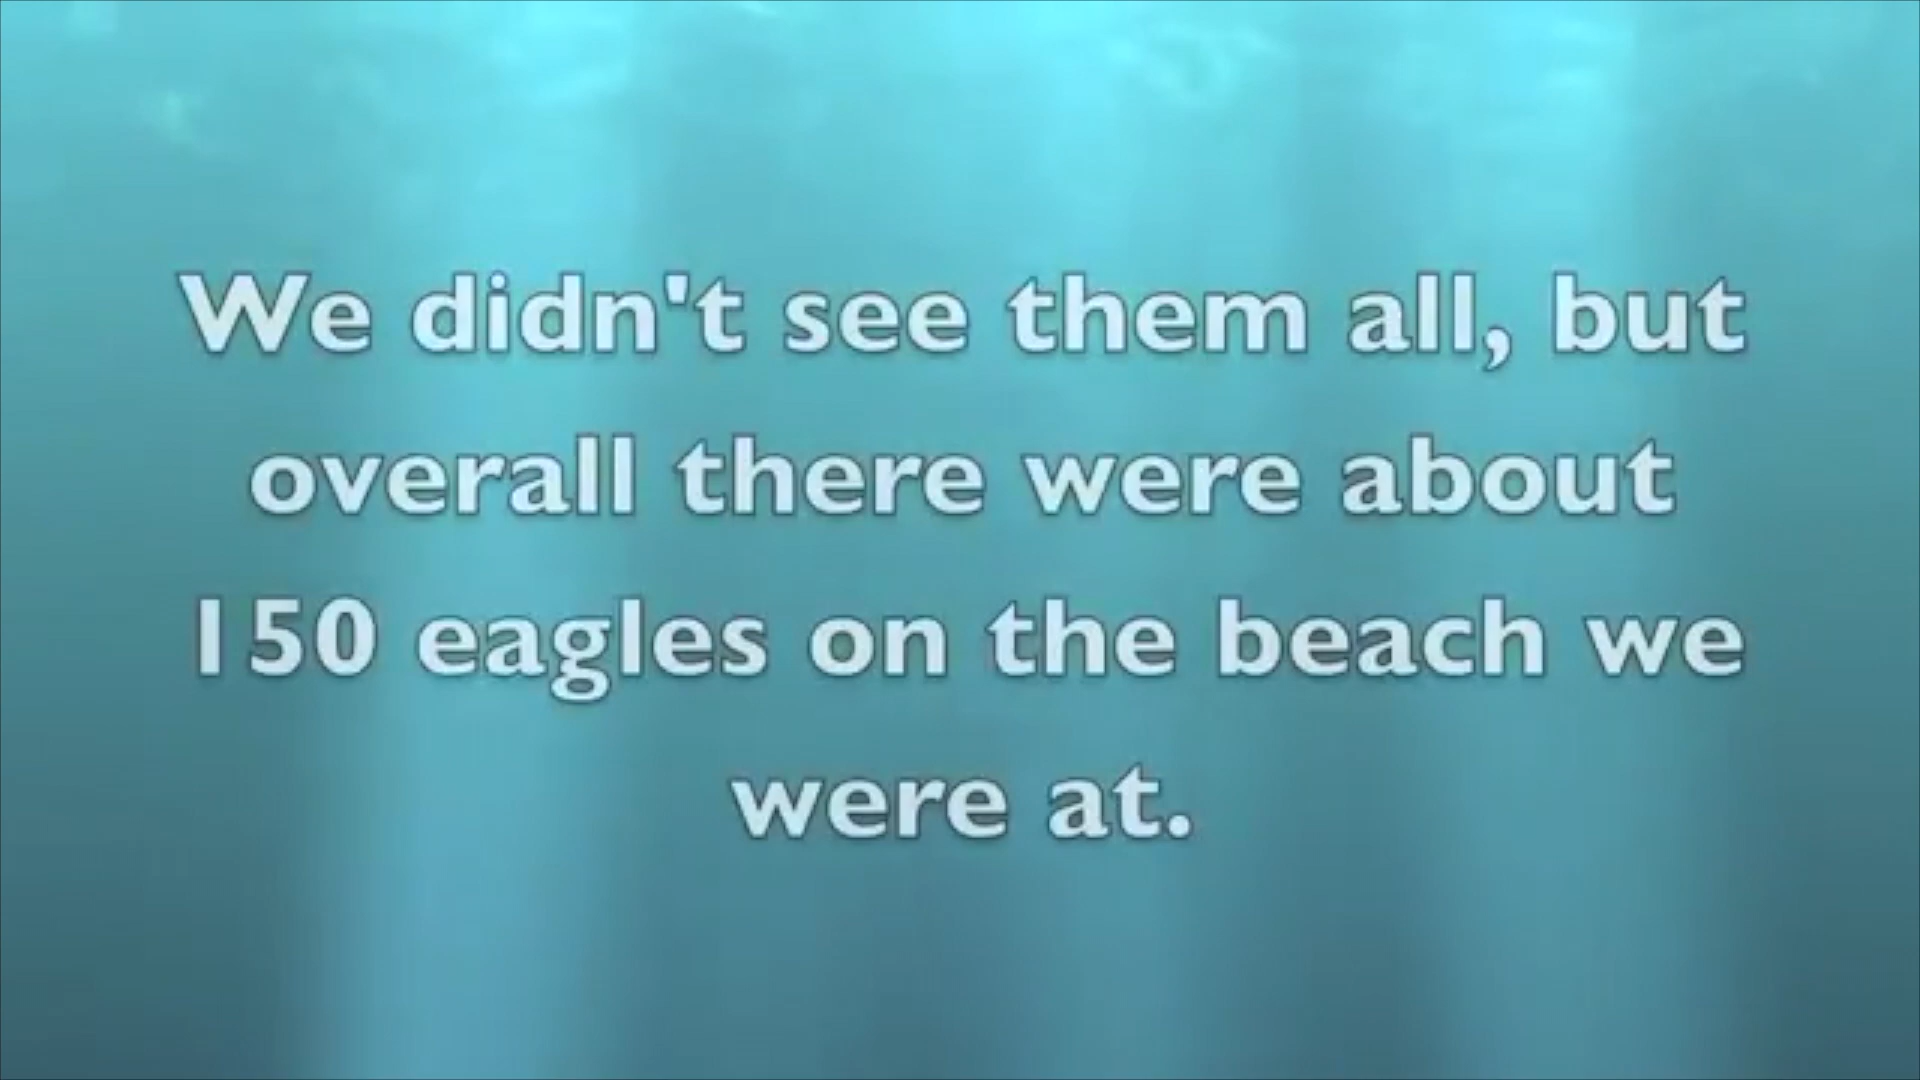 We didn't see them all, but
overall there were about
150 eagles on the beach we
were at.